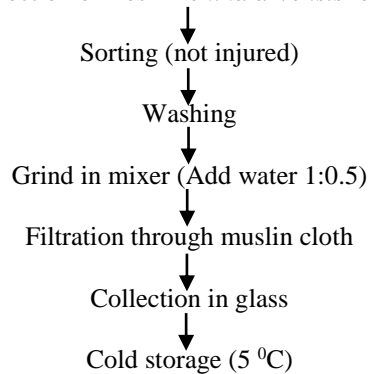 Sorting (not injured)
Washing
Grind in mixer (Add water 1:0.5)
Filtration through muslin cloth
Collection in glass
Cold storage (5 ⁰C)